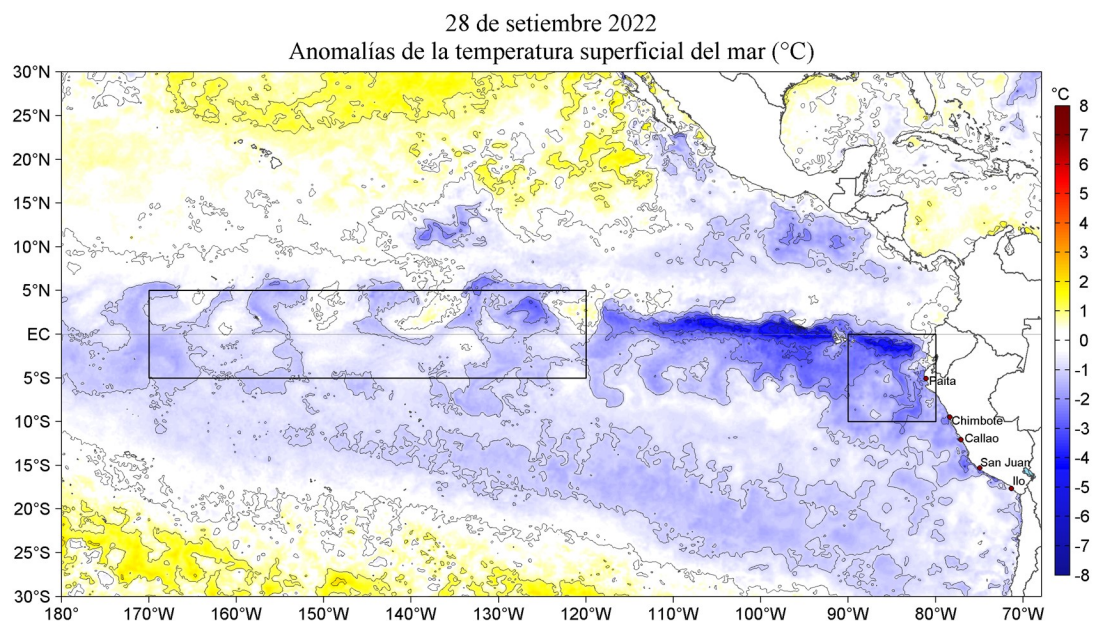 28 de setiembre 2022
Anomalías de la temperatura superficial del mar (°C)
30°N
25°N
20°N
15°N
10°N
5°N
EC
5°S
10°S
15°S
20°S
25°S
30°S
180
170°W
160°W
150°W
140°W
130°W
120°W
110°W
100°W
90°W
80°W
70°W
Paita
Chimbote
Callao
San Juan
Ilo
°C
8
7
6
5
4
3
2
1
0
-1
-2
-3
-4
-5
-6
-7
-8